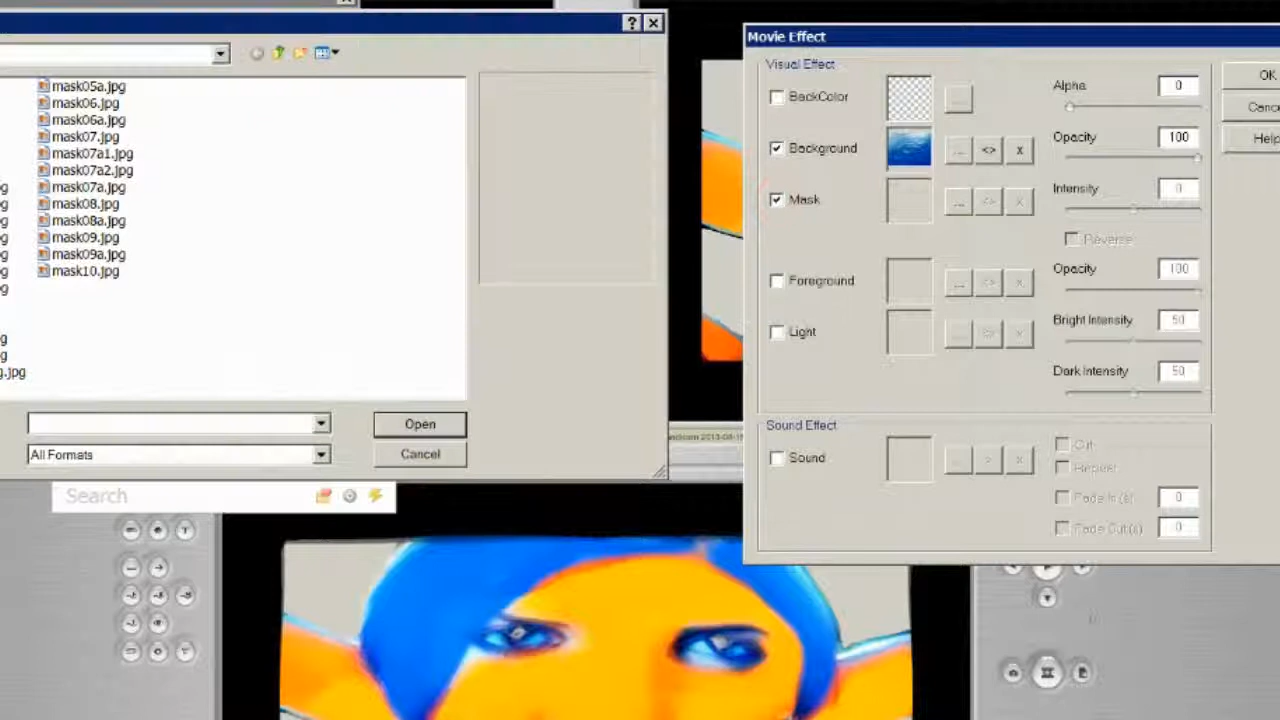 mask05a.jpg
mask06.jpg
mask06a.jpg
mask07.jpg
mask07a1.jpg
mask07a2.jpg
mask07a.jpg
mask08.jpg
mask08a.jpg
mask09.jpg
mask09a.jpg
mask10.jpg
g.jpg
Open
All Formats
Cancel
Search
Movie Effect
Visual Effect
OK
BackColor
Alpha
0
Background
Opacity
100
Help
Mask
Intensity
0
Reverse
Foreground
Opacity
100
Light
Bright Intensity
50
Dark Intensity
50
Sound Effect
Sound
Cut
Repeat
Fade In (s)
0
Fade Out(s)
0